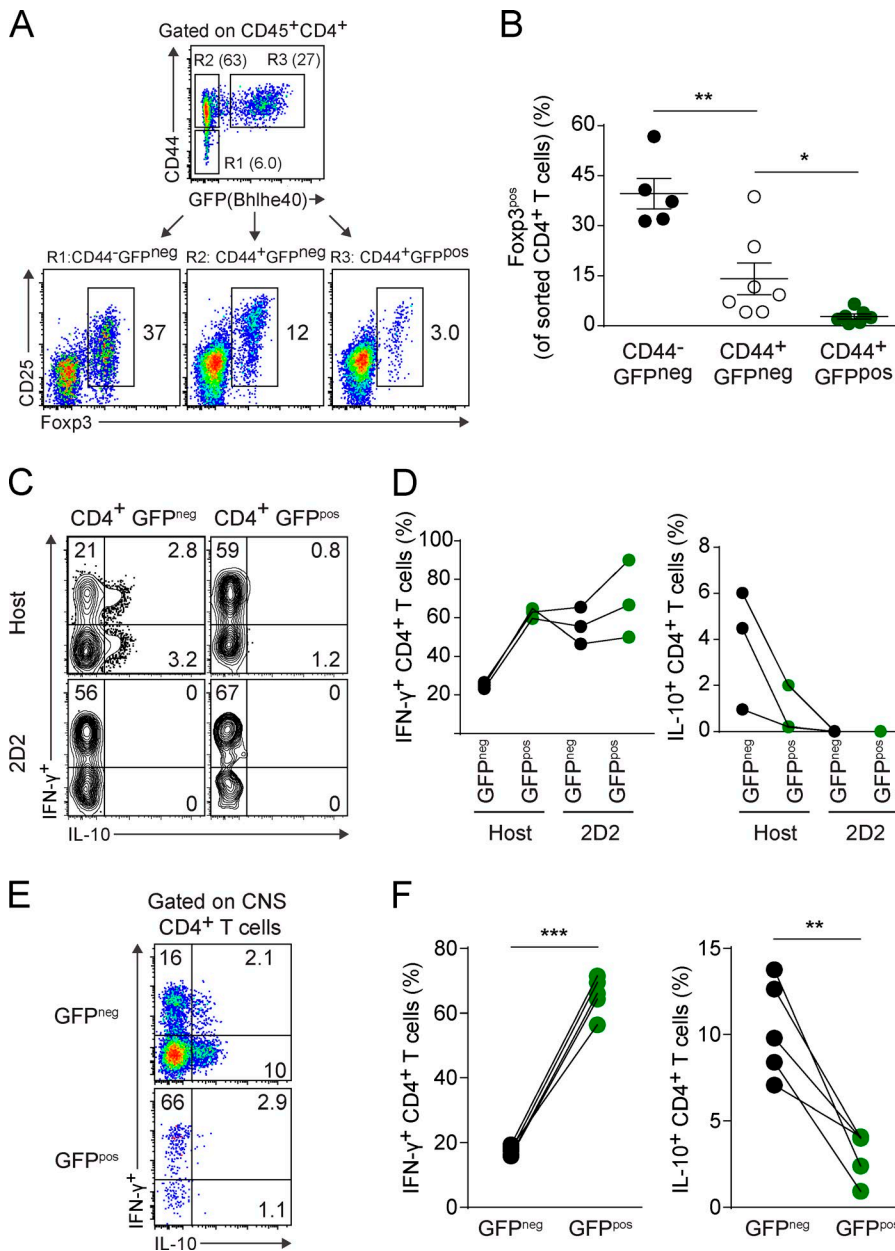 A
Gated on CD45+CD4+
R2 (63)
R3 (27)
R1 (6.0)
CD44
GFP(Bhlhe40)
R1:CD44-GFPneg
R2: CD44+GFPneg
R3: CD44+GFPpos
37
12
3.0
CD25
Foxp3
B
**
*
Foxp3pos
(of sorted CD4+ T cells) (%)
60
45
30
15
0
CD44-
GFPneg
CD44+
GFPneg
CD44+
GFPpos
C
CD4+ GFPneg
CD4+ GFPpos
Host
21
2.8
59
0.8
3.2
1.2
2D2
56
0
67
0
0
0
IFN-γ+
IL-10
D
IFN-γ+ CD4+ T cells (%)
100
80
60
40
20
GFPneg
GFPpos
GFPneg
GFPpos
Host
2D2
IL-10+ CD4+ T cells (%)
8
6
4
2
0
GFPneg
GFPpos
GFPneg
GFPpos
Host
2D2
E
Gated on CNS
CD4+ T cells
GFPneg
16
2.1
10
GFPpos
66
2.9
1.1
IFN-γ+
IL-10
F
***
IFN-γ+ CD4+ T cells (%)
80
60
40
20
0
GFPneg
GFPpos
**
IL-10+ CD4+ T cells (%)
15
10
5
0
GFPneg
GFPpos